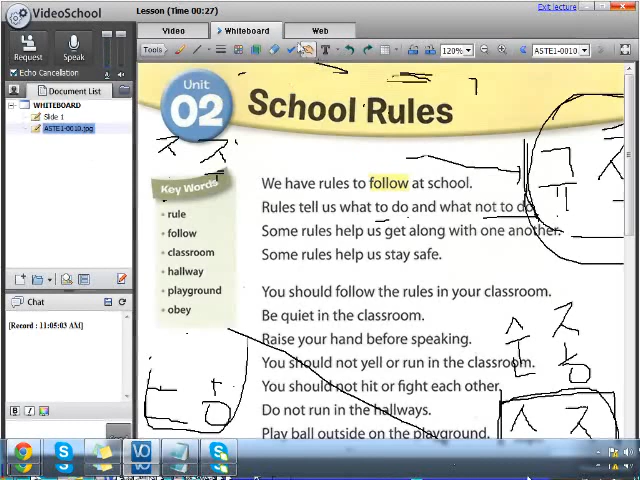 VideoSchool
Lesson (Time 00:27)
Exit lecture
Request
Speak
Echo Cancellation
Video
Whiteboard
Web
Tools
T
120%
ASTE1-0010.
Document List
WHITEBOARD
Slide 1
ASTE1-0010.jpg
Chat
[Record : 11:05:03 AM]
B
I
Unit
02
School Rules
Key Words
• rule
• follow
• classroom
• hallway
• playground
• obey
We have rules to follow at school.
Rules tell us what to do and what not to do.
Some rules help us get along with one another.
Some rules help us stay safe.
You should follow the rules in your classroom.
Be quiet in the classroom.
Raise your hand before speaking.
You should not yell or run in the classroom.
You should not hit or fight each other.
Do not run in the hallways.
Play ball outside on the playground.
VO